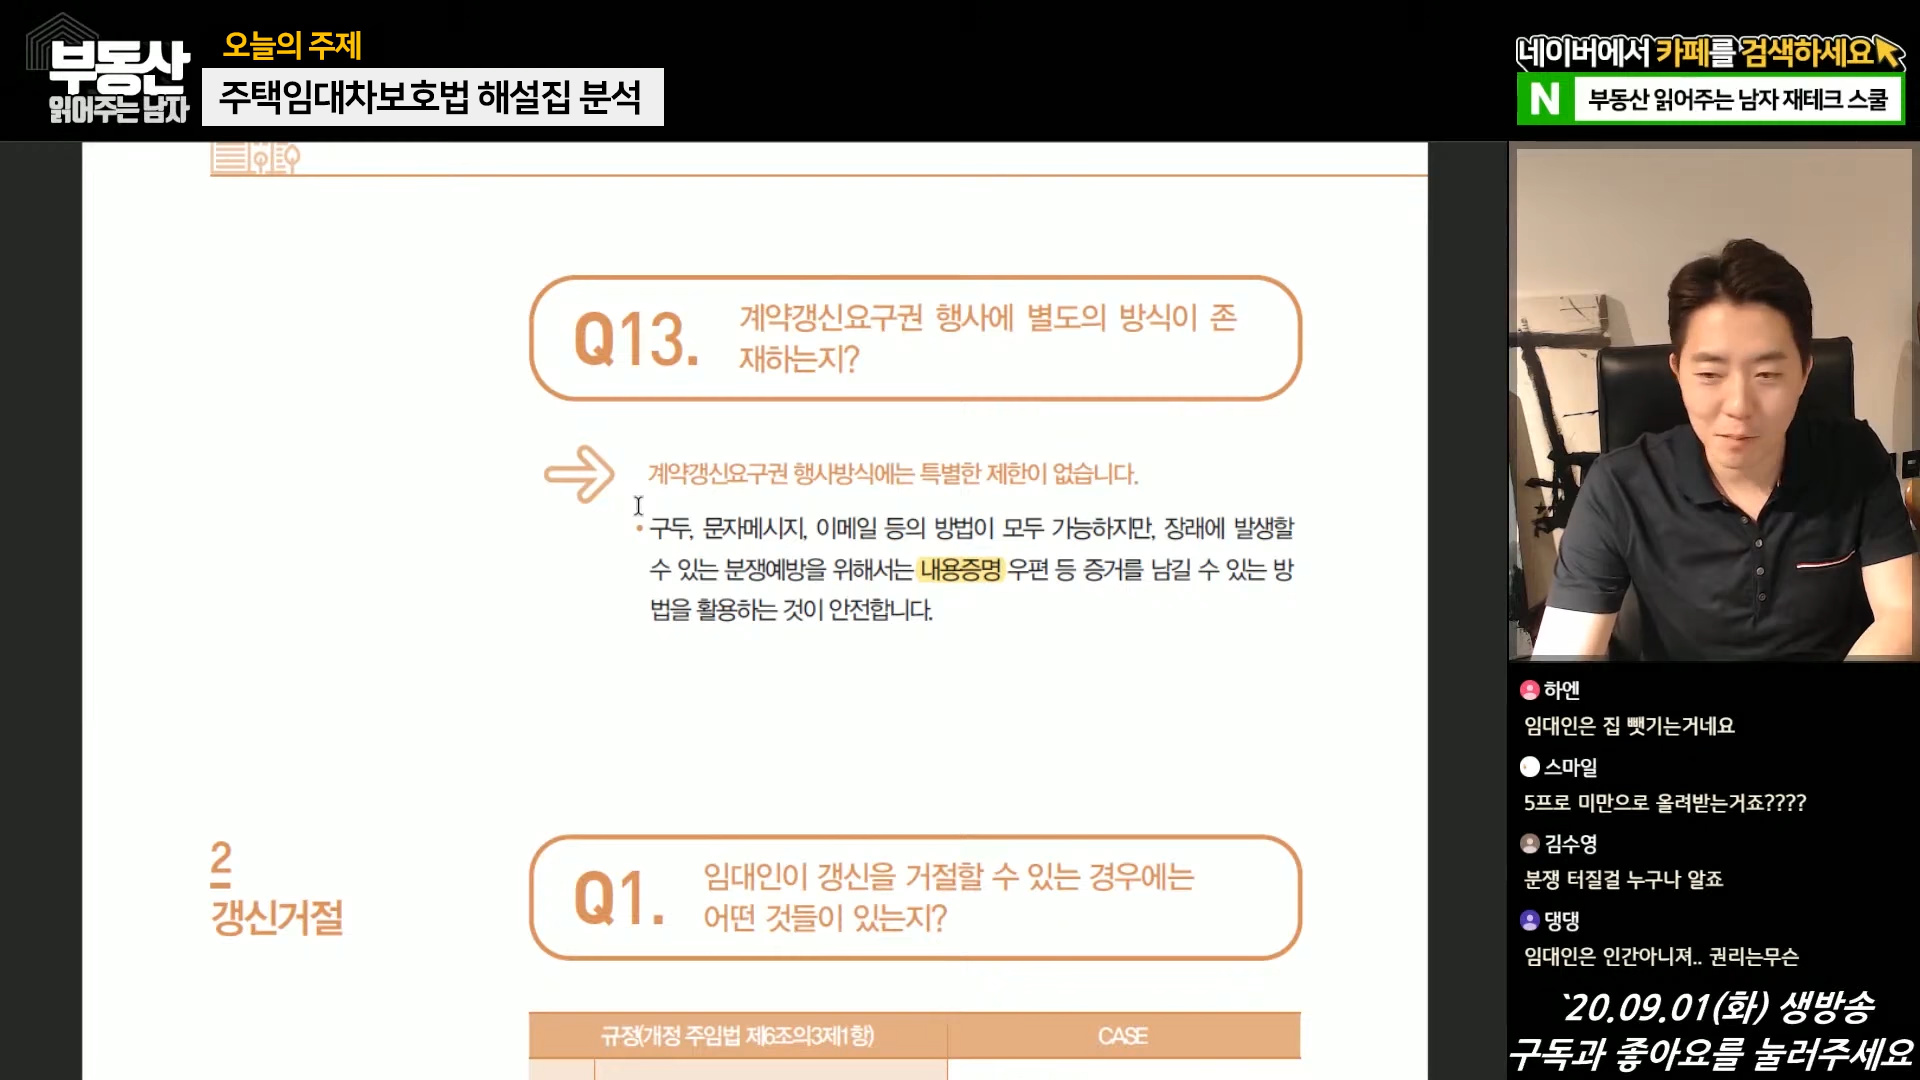 부동산
읽어주는 남자
오늘의 주제
주택임대차보호법 해설집 분석
네이버에서 카페를 검색하세요
N 부동산 읽어주는 남자 재테크 스쿨
Q13. 계약갱신요구권 행사에 별도의 방식이 존
재하는지?
계약갱신요구권 행사방식에는 특별한 제한이 없습니다.
• 구두, 문자메시지, 이메일 등의 방법이 모두 가능하지만, 장래에 발생할
수 있는 분쟁예방을 위해서는 내용증명 우편 등 증거를 남길 수 있는 방
법을 활용하는 것이 안전합니다.
2
갱신거절
Q1. 임대인이 갱신을 거절할 수 있는 경우에는
어떤 것들이 있는지?
규정(개정 주임법 제6조의3제1항)
CASE
하엔
임대인은 집 뺏기는거네요
스마일
5프로 미만으로 올려받는거죠????
김수영
분쟁 터질걸 누구나 알죠
댕댕
임대인은 인간아니져.. 권리는무슨
`20.09.01(화) 생방송
구독과 좋아요를 눌러주세요